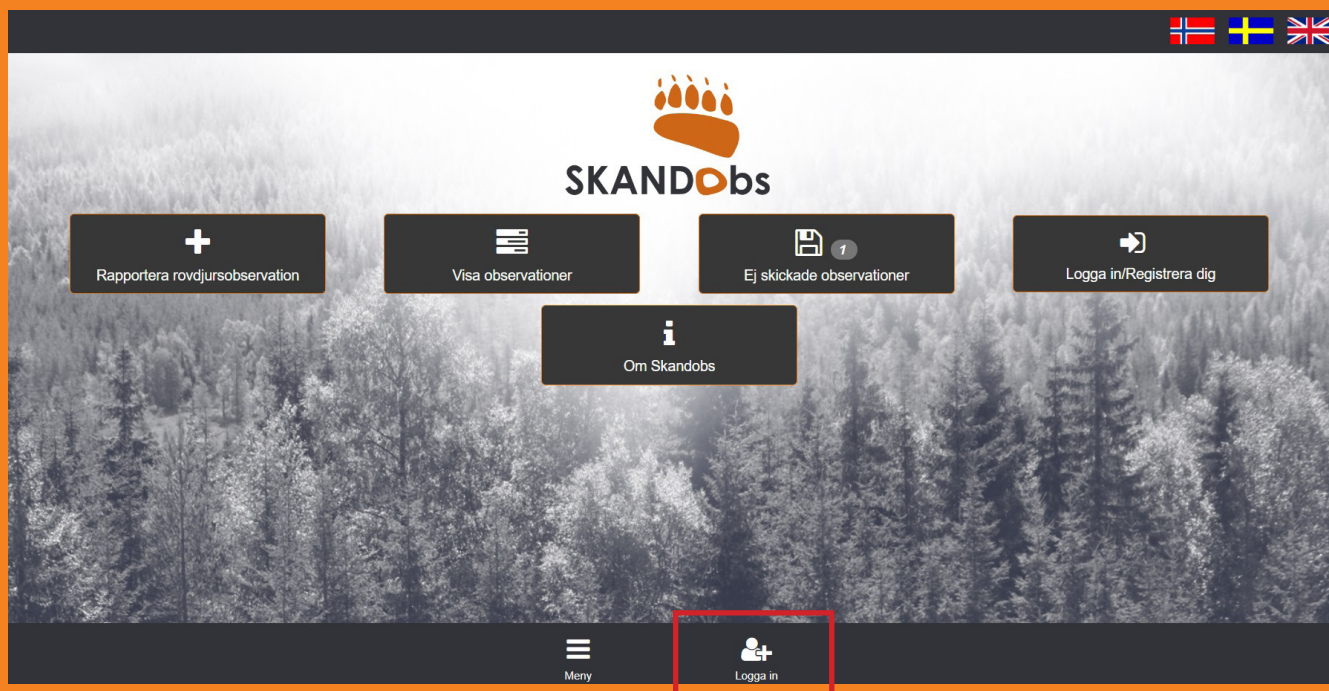 SKANDObs
Rapportera rovdjursobservation
Visa observationer
1
Ej skickade observationer
Logga in/Registrera dig
Om Skandobs
Meny
Logga in